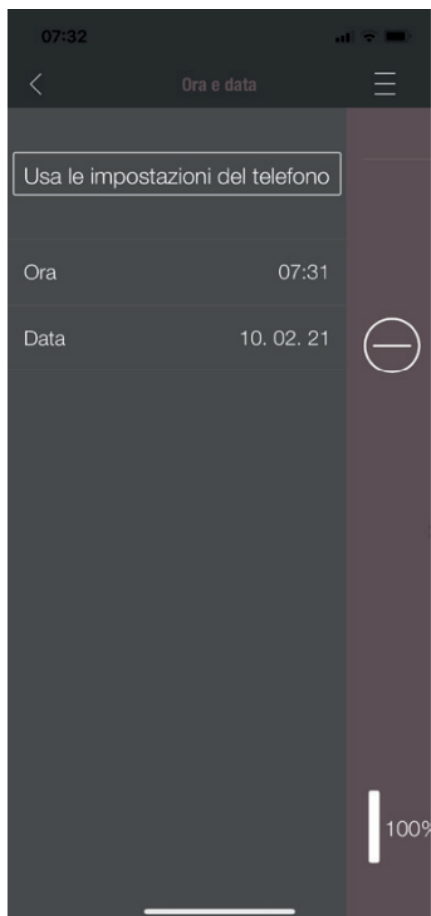 07:32
Ora e data
Usa le impostazioni del telefono
Ora 07:31
Data 10. 02. 21
100%